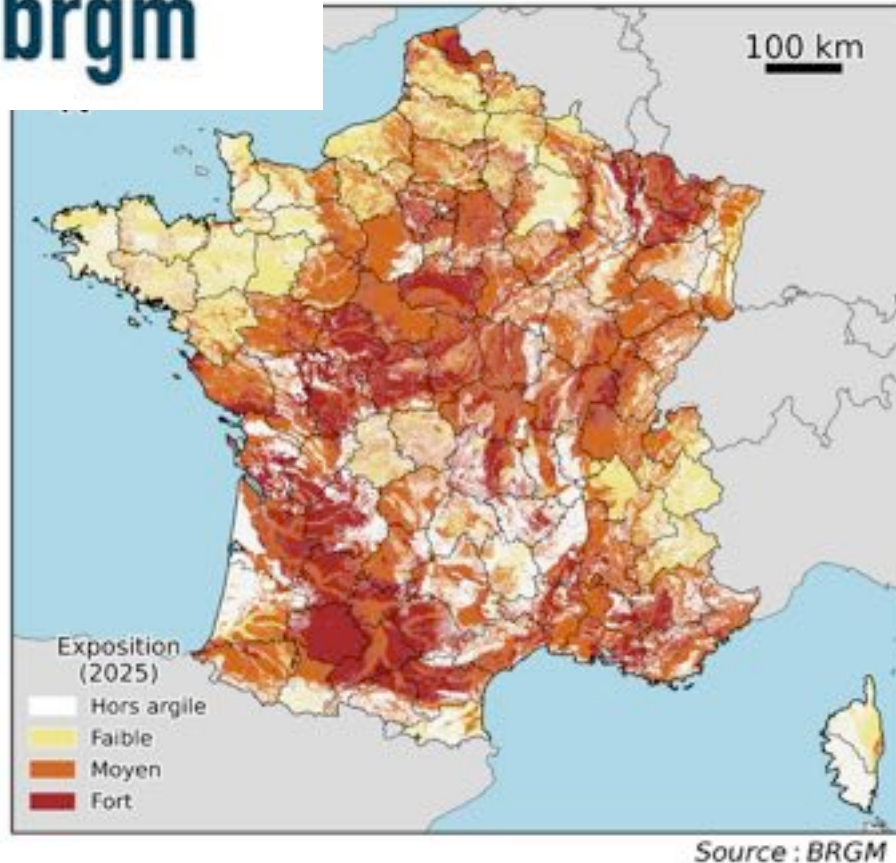 brgm
100 km
Exposition
(2025)
Hors argile
Faible
Moyen
Fort
Source : BRGM